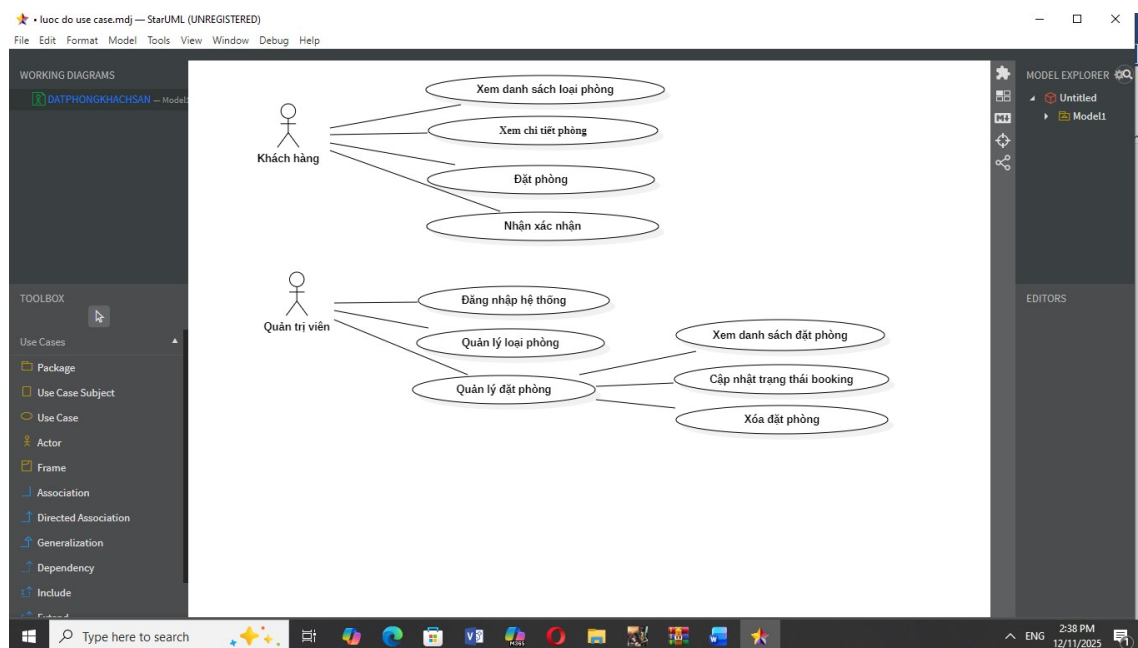 • luoc do use case.mdj — StarUML (UNREGISTERED)
File Edit Format Model Tools View Window Debug Help
WORKING DIAGRAMS
DATPHONGKHACHSAN — Model1
MODEL EXPLORER
Untitled
Model1
Xem danh sách loại phòng
Xem chi tiết phòng
Khách hàng
Đặt phòng
Nhận xác nhận
Đăng nhập hệ thống
Quản trị viên
Quản lý loại phòng
Xem danh sách đặt phòng
Quản lý đặt phòng
Cập nhật trạng thái booking
Xóa đặt phòng
TOOLBOX
Use Cases
Package
Use Case Subject
Use Case
Actor
Frame
Association
Directed Association
Generalization
Dependency
Include
EDITORS
Type here to search
ENG
2:38 PM
12/11/2025